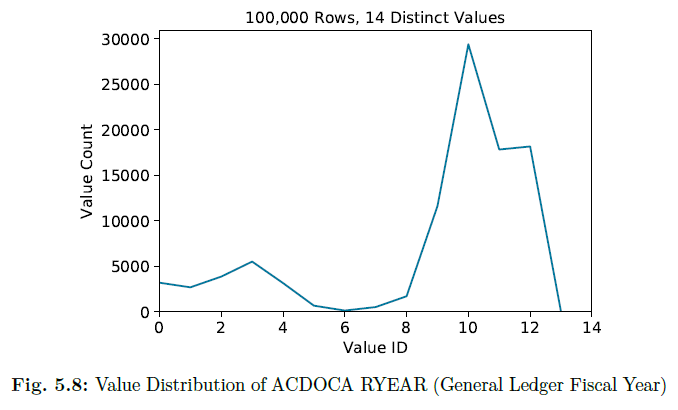 100,000 Rows, 14 Distinct Values
30000
25000
20000
15000
10000
5000
0
Value Count
0 2 4 6 8 10 12 14
Value ID
Fig. 5.8: Value Distribution of ACDOCA RYEAR (General Ledger Fiscal Year)